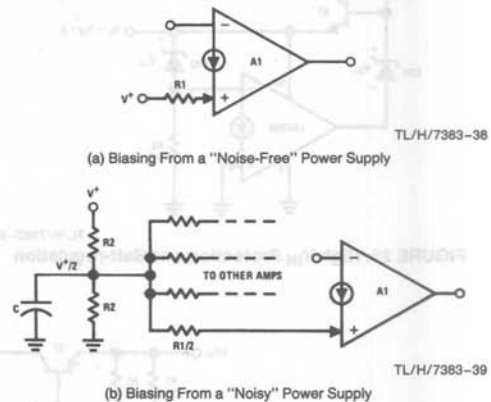 A1
R1
V+
TL/H/7383–38
(a) Biasing From a "Noise-Free" Power Supply
V+
R2
V+/2
C
R2
TO OTHER AMPS
R1/2
A1
TL/H/7383–39
(b) Biasing From a "Noisy" Power Supply